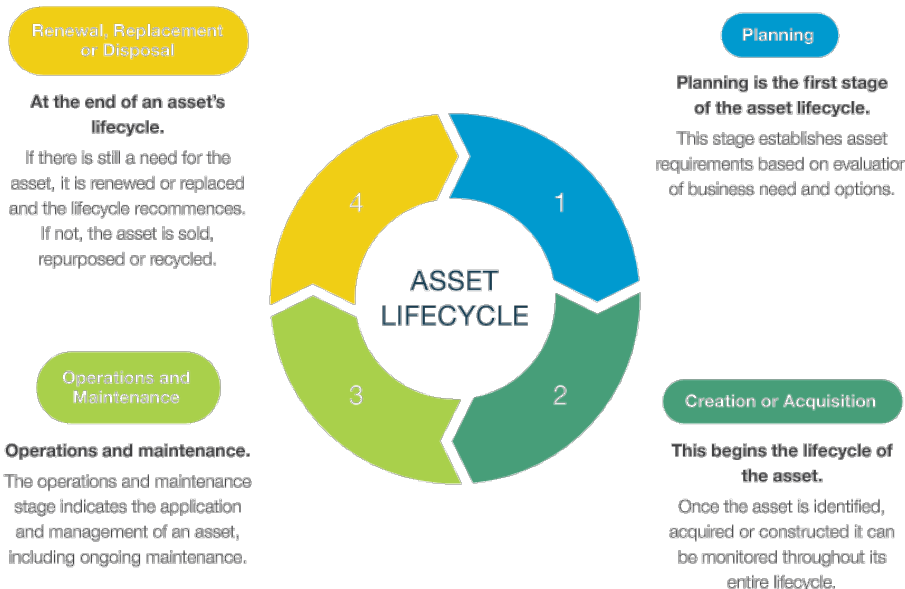 Renewal, Replacement
or Disposal
At the end of an asset's
lifecycle.
If there is still a need for the
asset, it is renewed or replaced
and the lifecycle recommences.
If not, the asset is sold,
repurposed or recycled.
Planning
Planning is the first stage
of the asset lifecycle.
This stage establishes asset
requirements based on evaluation
of business need and options.
4
1
ASSET
LIFECYCLE
3
2
Operations and
Maintenance
Operations and maintenance.
The operations and maintenance
stage indicates the application
and management of an asset,
including ongoing maintenance.
Creation or Acquisition
This begins the lifecycle of
the asset.
Once the asset is identified,
acquired or constructed it can
be monitored throughout its
entire lifecycle.